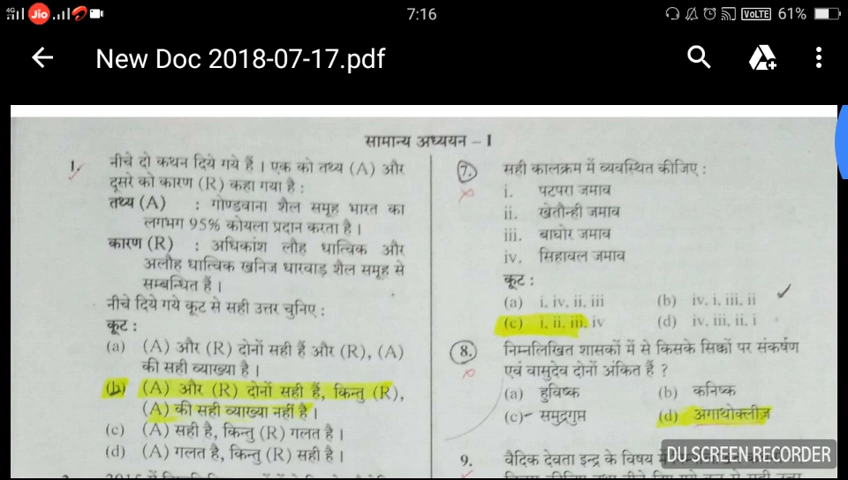 4G Jio
7:16
VoLTE 61%
New Doc 2018-07-17.pdf
सामान्य अध्ययन – I
1. नीचे दो कथन दिये गये हैं । एक को तथ्य (A) और
दूसरे को कारण (R) कहा गया है :
तथ्य (A) : गोण्डवाना शैल समूह भारत का
लगभग 95% कोयला प्रदान करता है ।
कारण (R) : अधिकांश लौह धात्विक और
अलौह धात्विक खनिज धारवाड़ शैल समूह से
सम्बन्धित हैं ।
नीचे दिये गये कूट से सही उत्तर चुनिए :
कूट :
(a) (A) और (R) दोनों सही हैं और (R), (A)
की सही व्याख्या है ।
(b) (A) और (R) दोनों सही हैं, किन्तु (R),
(A) की सही व्याख्या नहीं है ।
(c) (A) सही है, किन्तु (R) गलत है ।
(d) (A) गलत है, किन्तु (R) सही है ।
7. सही कालक्रम में व्यवस्थित कीजिए :
i. पटपरा जमाव
ii. खेतौन्ही जमाव
iii. बाघोर जमाव
iv. सिहावल जमाव
कूट :
(a) i, iv, ii, iii (b) iv, i, iii, ii
(c) i, ii, iii, iv (d) iv, iii, ii, i
8. निम्नलिखित शासकों में से किसके सिक्कों पर संकर्षण
एवं वासुदेव दोनों अंकित हैं ?
(a) हुविष्क (b) कनिष्क
(c) समुद्रगुप्त (d) अगाथोक्लीज़
9. वैदिक देवता इन्द्र के विषय में
DU SCREEN RECORDER